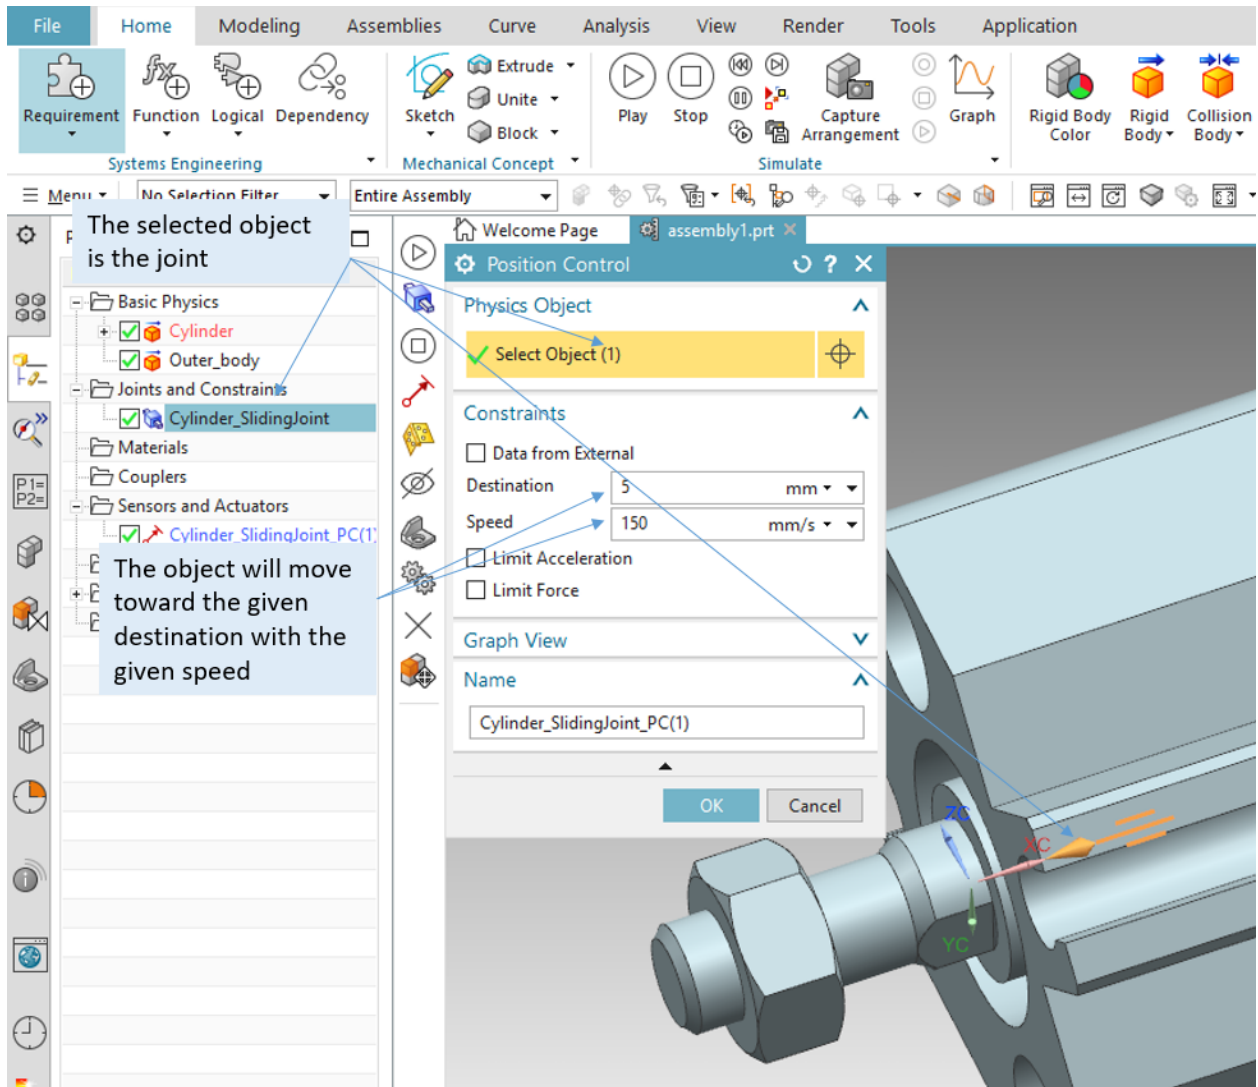 File Home Modeling Assemblies Curve Analysis View Render Tools Application
Requirement Function Logical Dependency
Systems Engineering
Sketch
Extrude
Unite
Block
Mechanical Concept
Play Stop
Capture
Arrangement
Graph
Simulate
Rigid Body
Color
Rigid
Body
Collision
Body
Menu No Selection Filter Entire Assembly
The selected object
is the joint
Welcome Page assembly1.prt
Basic Physics
Cylinder
Outer_body
Joints and Constraints
Cylinder_SlidingJoint
Materials
Couplers
Sensors and Actuators
Cylinder_SlidingJoint_PC(1)
The object will move
toward the given
destination with the
given speed
P1=
P2=
Position Control
Physics Object
Select Object (1)
Constraints
Data from External
Destination 5 mm
Speed 150 mm/s
Limit Acceleration
Limit Force
Graph View
Name
Cylinder_SlidingJoint_PC(1)
OK Cancel
ZC
XC
YC